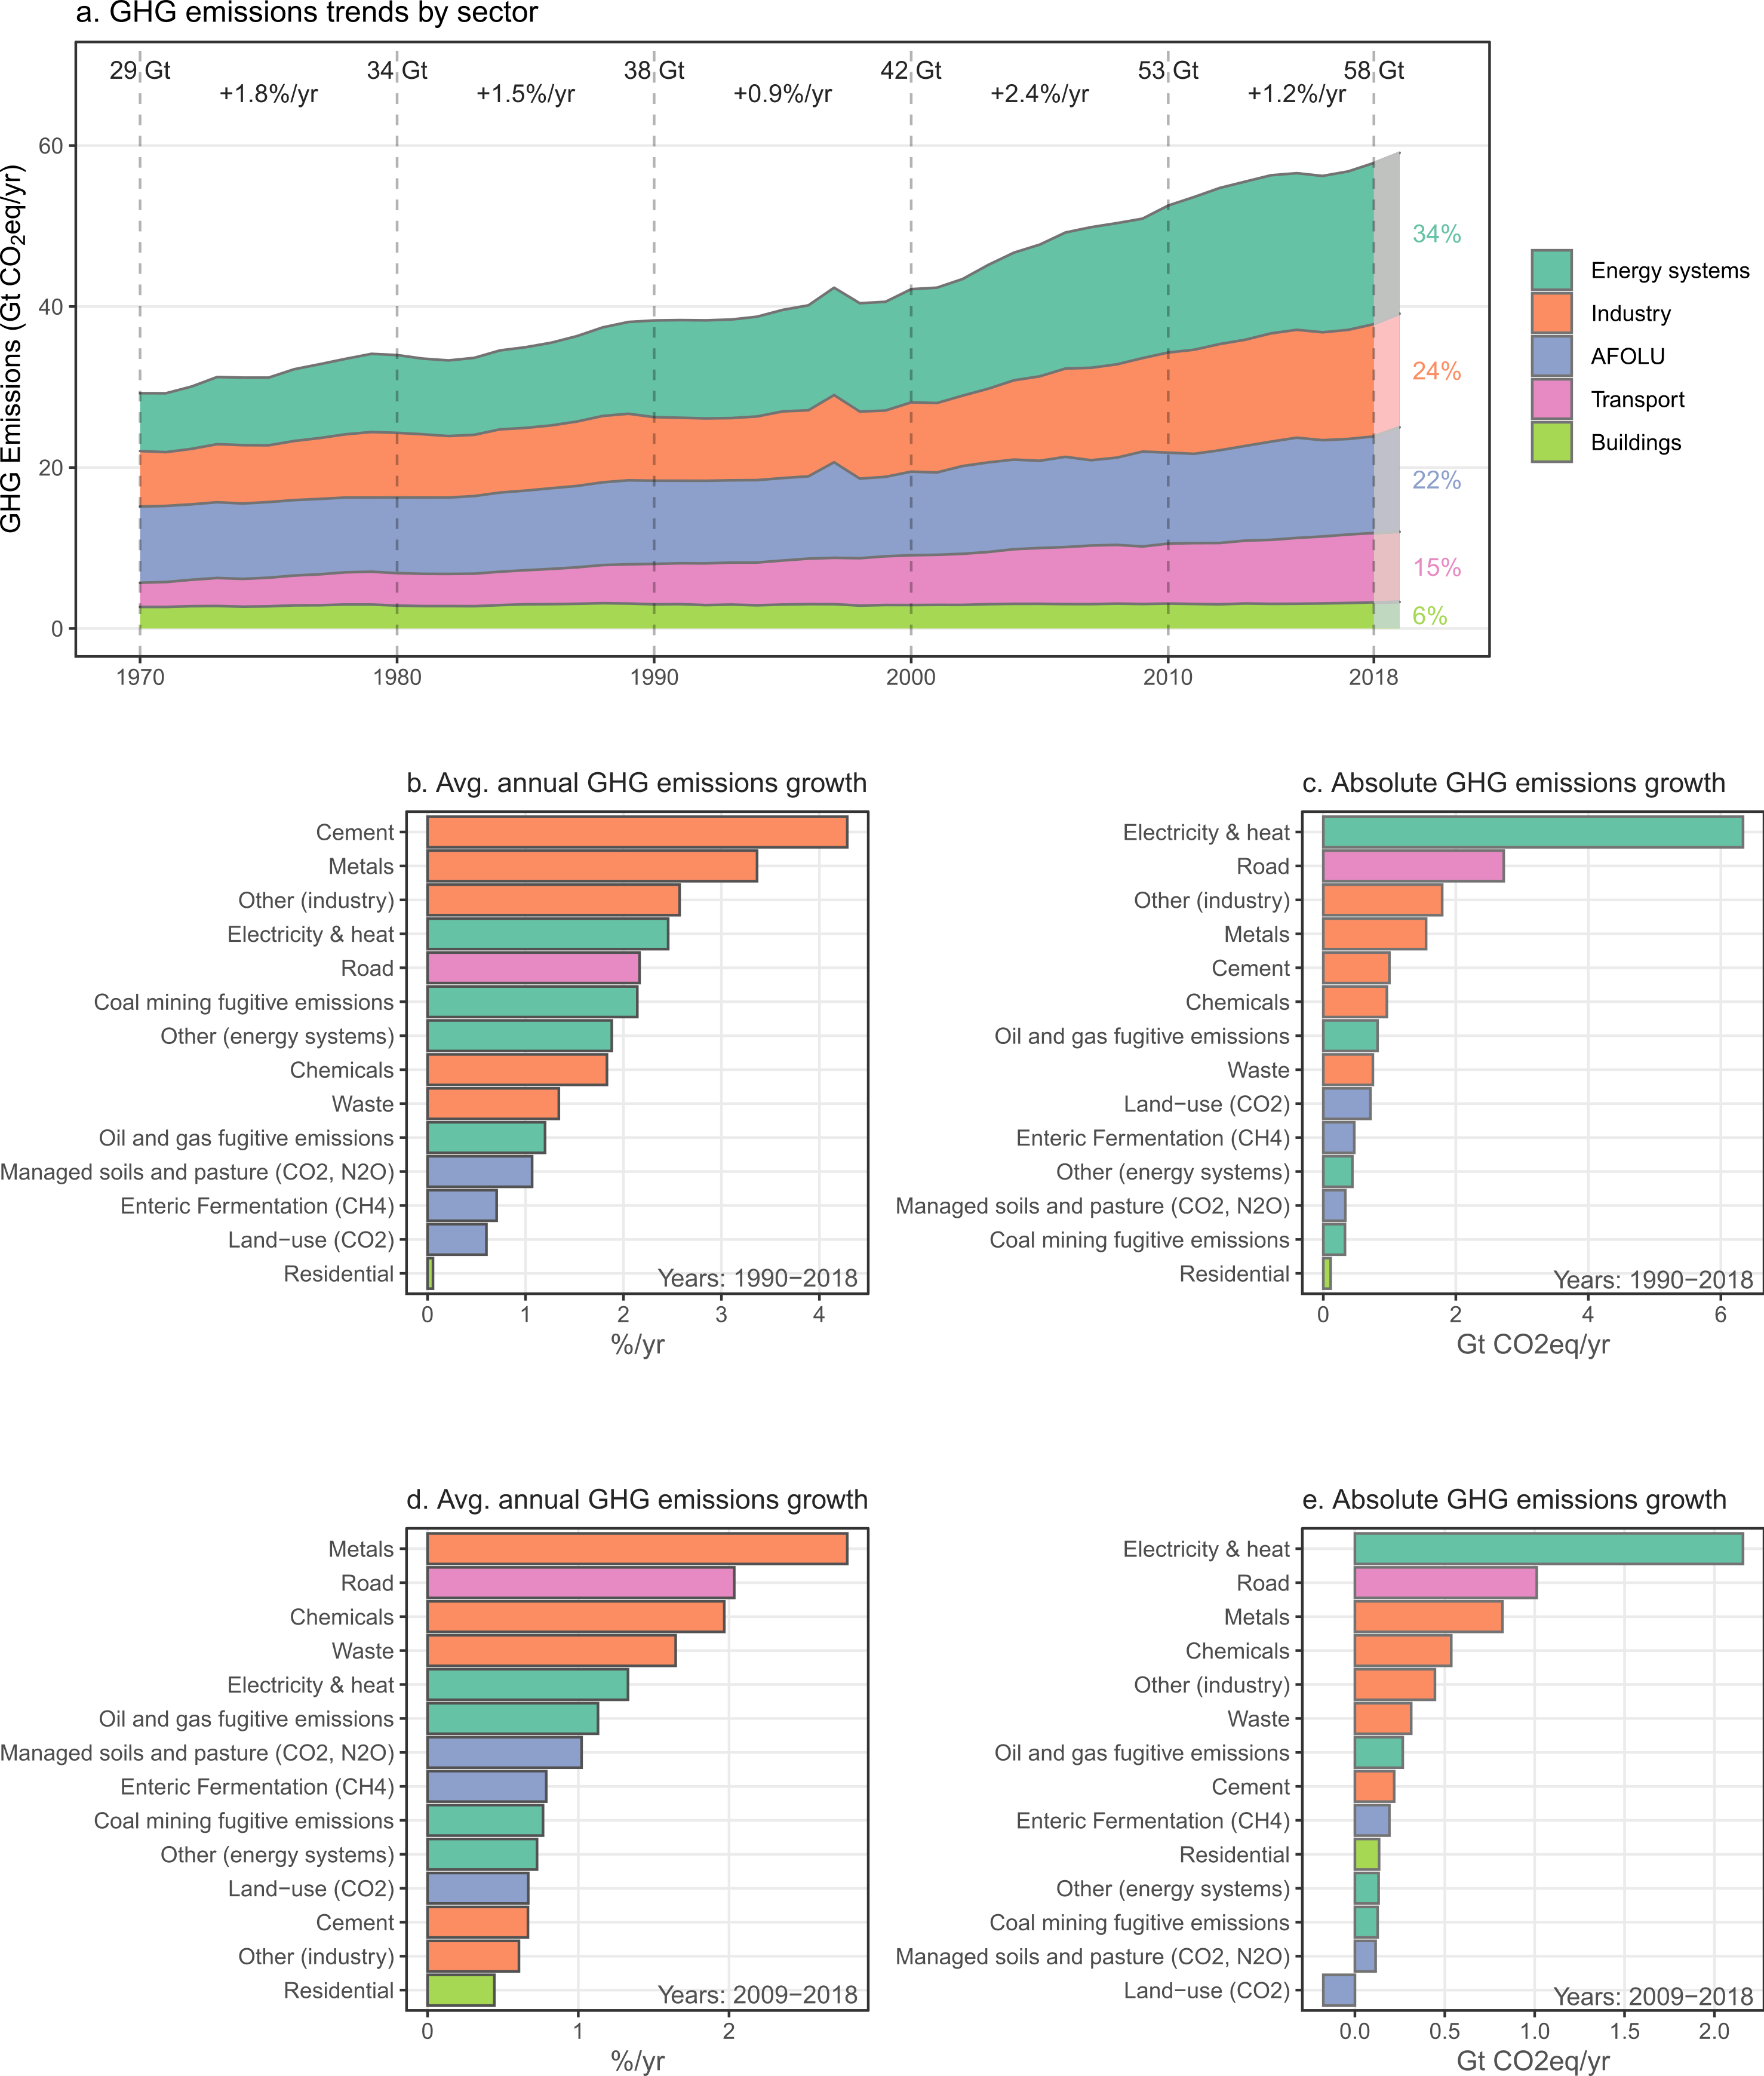 a. GHG emissions trends by sector
29 Gt 34 Gt 38 Gt 42 Gt 53 Gt 58 Gt
+1.8%/yr +1.5%/yr +0.9%/yr +2.4%/yr +1.2%/yr
GHG Emissions (Gt CO2eq/yr)
60
40
20
0
34%
24%
22%
15%
6%
1970 1980 1990 2000 2010 2018
Energy systems
Industry
AFOLU
Transport
Buildings
b. Avg. annual GHG emissions growth
Cement
Metals
Other (industry)
Electricity & heat
Road
Coal mining fugitive emissions
Other (energy systems)
Chemicals
Waste
Oil and gas fugitive emissions
Managed soils and pasture (CO2, N2O)
Enteric Fermentation (CH4)
Land−use (CO2)
Residential
Years: 1990−2018
0 1 2 3 4
%/yr
c. Absolute GHG emissions growth
Electricity & heat
Road
Other (industry)
Metals
Cement
Chemicals
Oil and gas fugitive emissions
Waste
Land−use (CO2)
Enteric Fermentation (CH4)
Other (energy systems)
Managed soils and pasture (CO2, N2O)
Coal mining fugitive emissions
Residential
Years: 1990−2018
0 2 4 6
Gt CO2eq/yr
d. Avg. annual GHG emissions growth
Metals
Road
Chemicals
Waste
Electricity & heat
Oil and gas fugitive emissions
Managed soils and pasture (CO2, N2O)
Enteric Fermentation (CH4)
Coal mining fugitive emissions
Other (energy systems)
Land−use (CO2)
Cement
Other (industry)
Residential
Years: 2009−2018
0 1 2
%/yr
e. Absolute GHG emissions growth
Electricity & heat
Road
Metals
Chemicals
Other (industry)
Waste
Oil and gas fugitive emissions
Cement
Enteric Fermentation (CH4)
Residential
Other (energy systems)
Coal mining fugitive emissions
Managed soils and pasture (CO2, N2O)
Land−use (CO2)
Years: 2009−2018
0.0 0.5 1.0 1.5 2.0
Gt CO2eq/yr